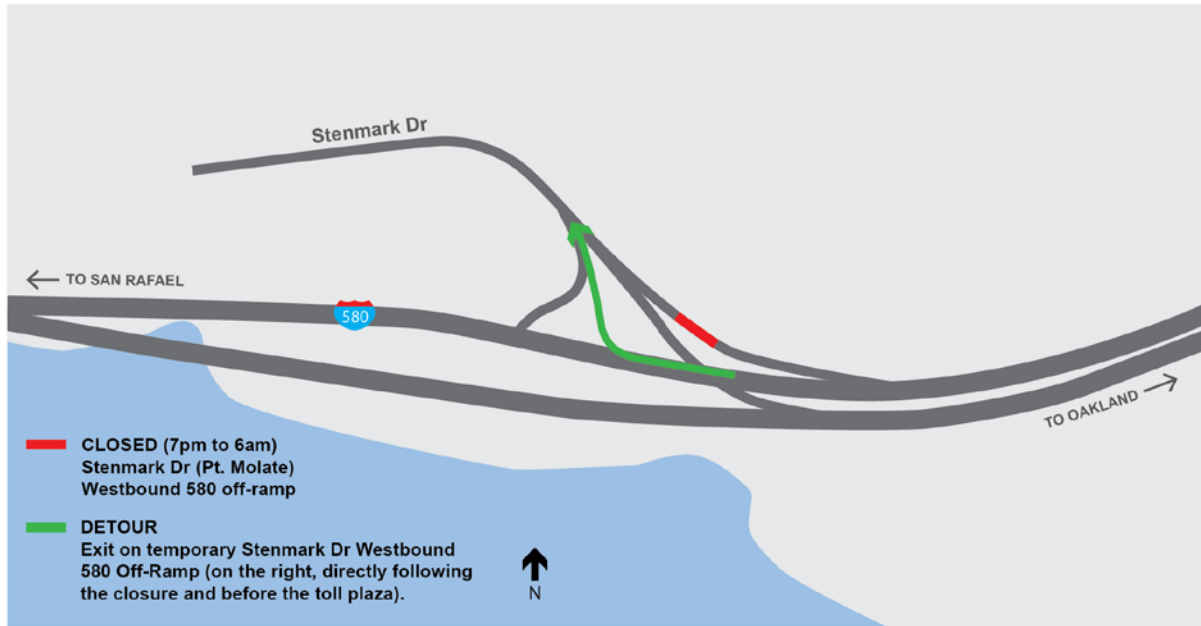 Stenmark Dr
TO SAN RAFAEL
580
TO OAKLAND
CLOSED (7pm to 6am)
Stenmark Dr (Pt. Molate)
Westbound 580 off-ramp
DETOUR
Exit on temporary Stenmark Dr Westbound
580 Off-Ramp (on the right, directly following
the closure and before the toll plaza).
N